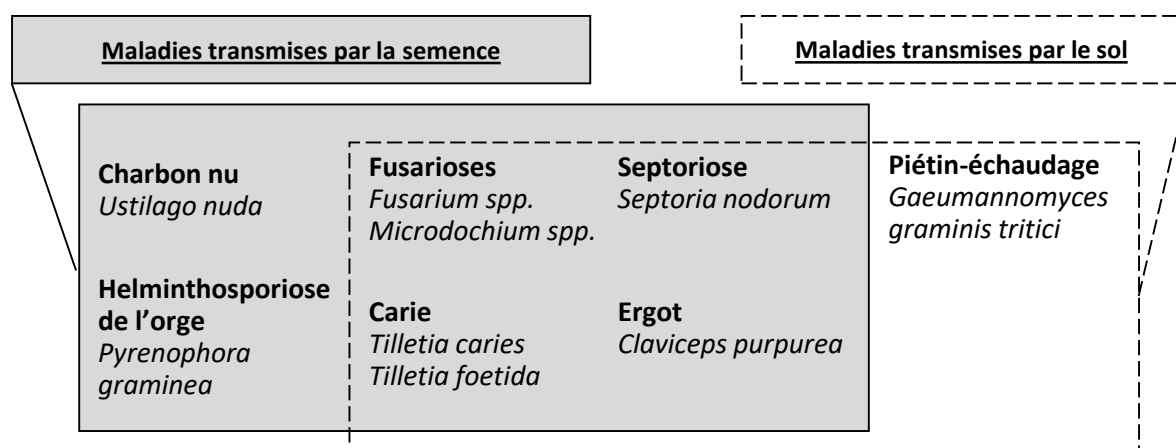 Maladies transmises par la semence
Maladies transmises par le sol
Charbon nu
Ustilago nuda
Helminthosporiose
de l’orge
Pyrenophora
graminea
Fusarioses
Fusarium spp.
Microdochium spp.
Carie
Tilletia caries
Tilletia foetida
Septoriose
Septoria nodorum
Ergot
Claviceps purpurea
Piétin-échaudage
Gaeumannomyces
graminis tritici